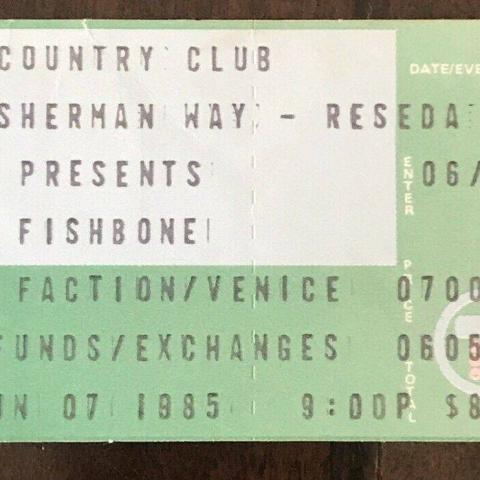 COUNTRY CLUB DATE/EVE
SHERMAN WAY - RESEDA
PRESENTS ENTER 06/
FISHBONE
FACTION/VENICE PLACE 0700
FUNDS/EXCHANGES 0605
UN 07 1985 9:00P TOTAL $8